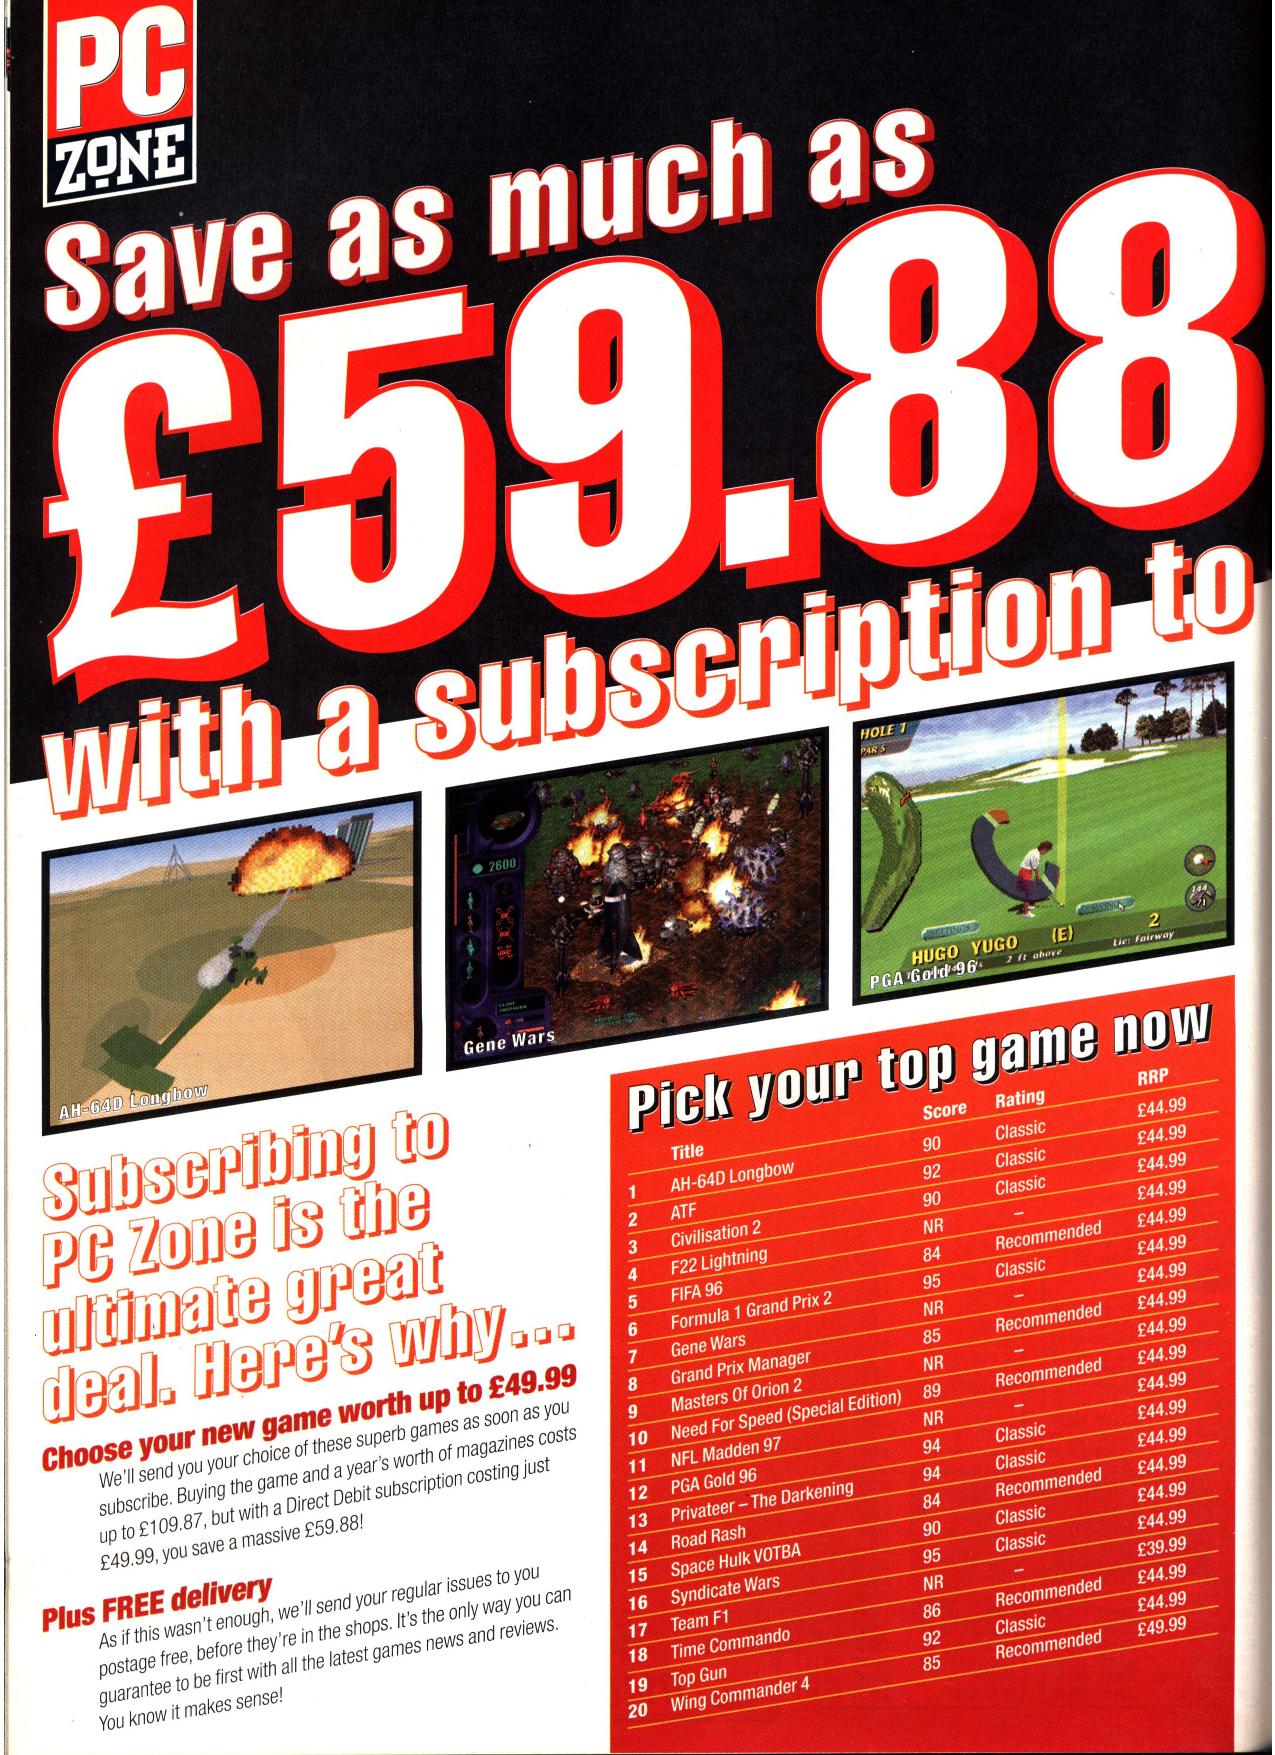 PC
ZONE
Save as much as
£59.88
with a subscription to
AH-64D Longbow
2600
Gene Wars
HOLE 1
PAR 5
SWING
HUGO YUGO (E) 2
2 ft above Lie: Fairway
PGA Gold 96
Subscribing to
PC Zone is the
ultimate great
deal. Here's why...
Choose your new game worth up to £49.99
We'll send you your choice of these superb games as soon as you
subscribe. Buying the game and a year's worth of magazines costs
up to £109.87, but with a Direct Debit subscription costing just
£49.99, you save a massive £59.88!
Plus FREE delivery
As if this wasn't enough, we'll send your regular issues to you
postage free, before they're in the shops. It's the only way you can
guarantee to be first with all the latest games news and reviews.
You know it makes sense!
Pick your top game now
Title Score Rating RRP
1 AH-64D Longbow 90 Classic £44.99
2 ATF 92 Classic £44.99
3 Civilisation 2 90 Classic £44.99
4 F22 Lightning NR – £44.99
5 FIFA 96 84 Recommended £44.99
6 Formula 1 Grand Prix 2 95 Classic £44.99
7 Gene Wars NR – £44.99
8 Grand Prix Manager 85 Recommended £44.99
9 Masters Of Orion 2 NR – £44.99
10 Need For Speed (Special Edition) 89 Recommended £44.99
11 NFL Madden 97 NR – £44.99
12 PGA Gold 96 94 Classic £44.99
13 Privateer – The Darkening 94 Classic £44.99
14 Road Rash 84 Recommended £44.99
15 Space Hulk VOTBA 90 Classic £44.99
16 Syndicate Wars 95 Classic £44.99
17 Team F1 NR – £39.99
18 Time Commando 86 Recommended £44.99
19 Top Gun 92 Classic £44.99
20 Wing Commander 4 85 Recommended £49.99